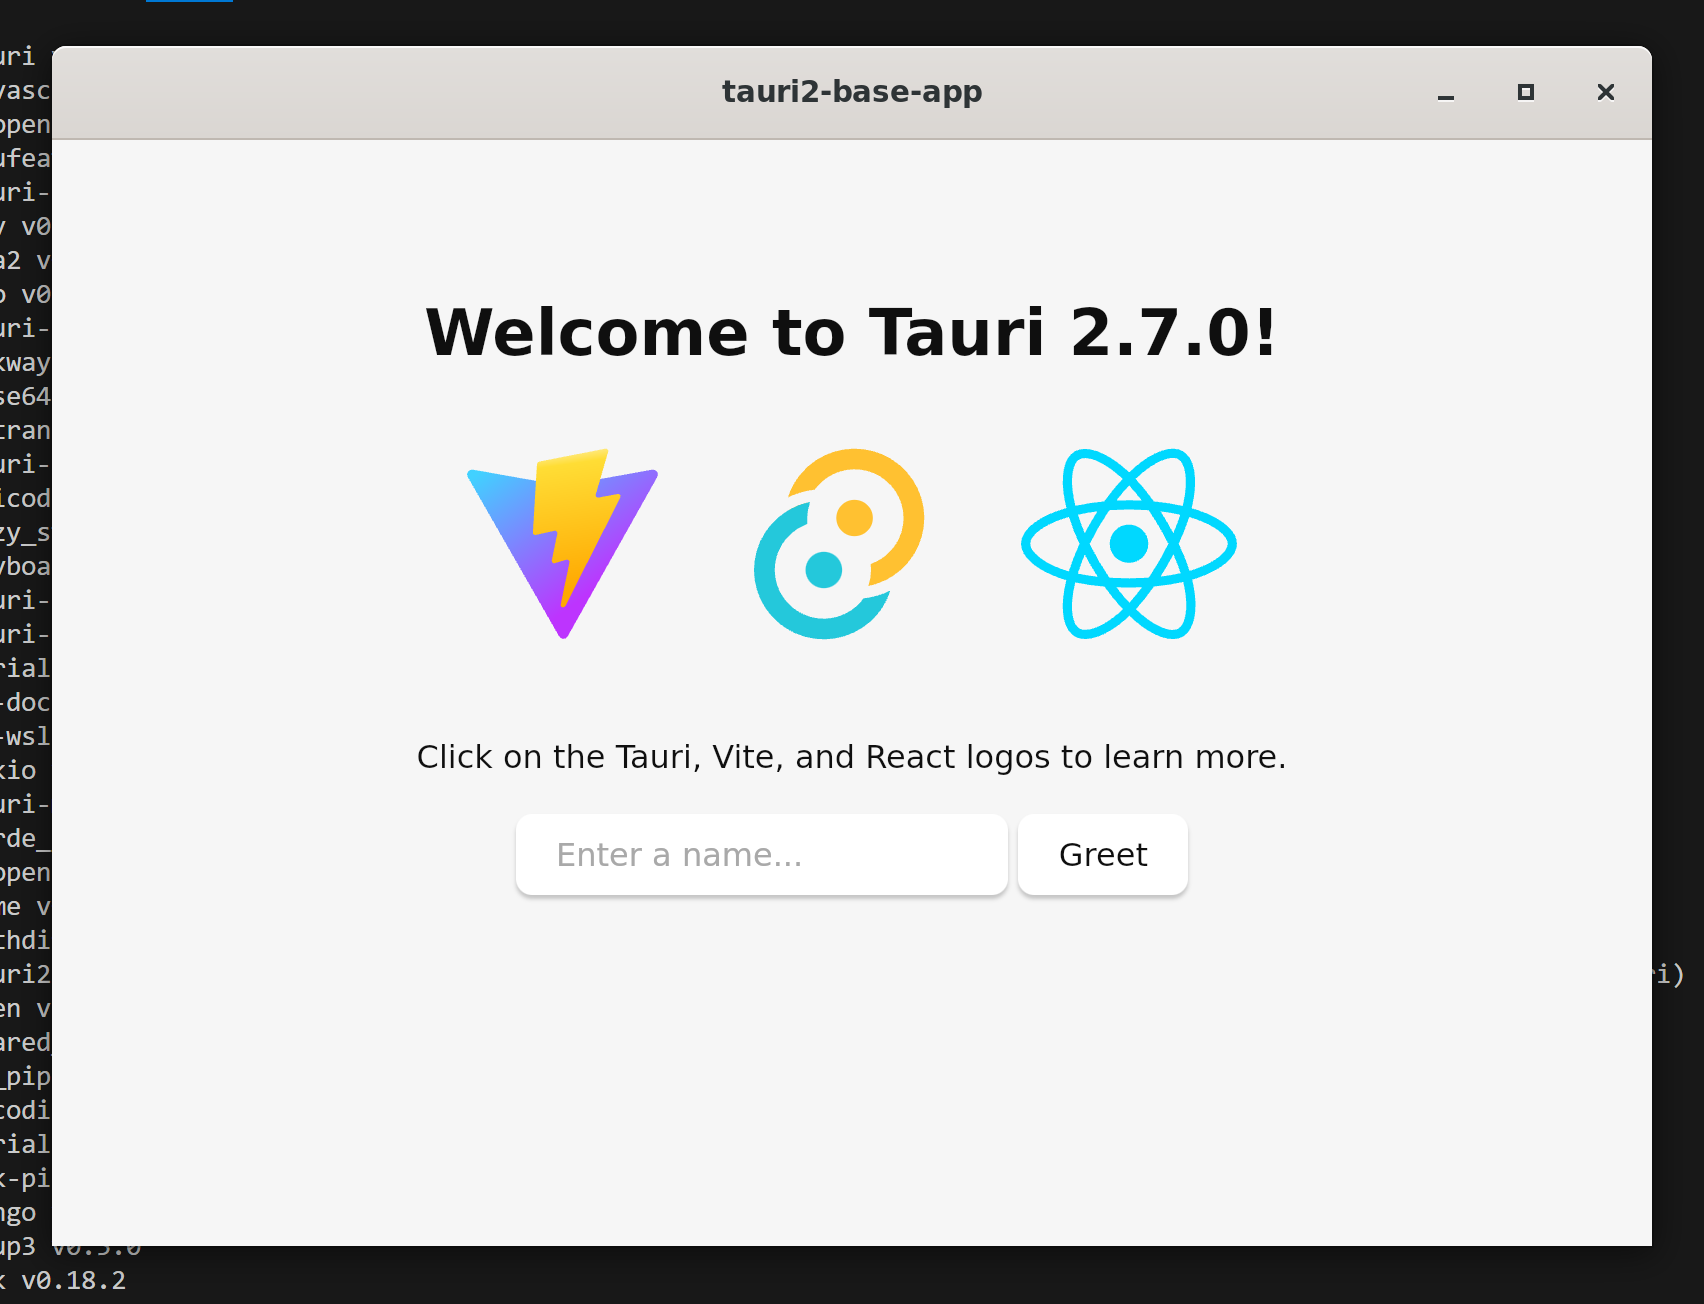 tauri2-base-app
Welcome to Tauri 2.7.0!
Click on the Tauri, Vite, and React logos to learn more.
Enter a name...
Greet
uri
vasc
open
ufea
uri-
v0
a2 v
v0
uri-
kway
se64
tran
uri-
icod
zy_s
yboa
uri-
uri-
rial
-doc
-wsl
kio
uri-
rde_
open
me v
thdi
uri2 ri)
en v
ared_
_pip
codi
rial
k-pi
ngo
up3 v0.5.0
k v0.18.2